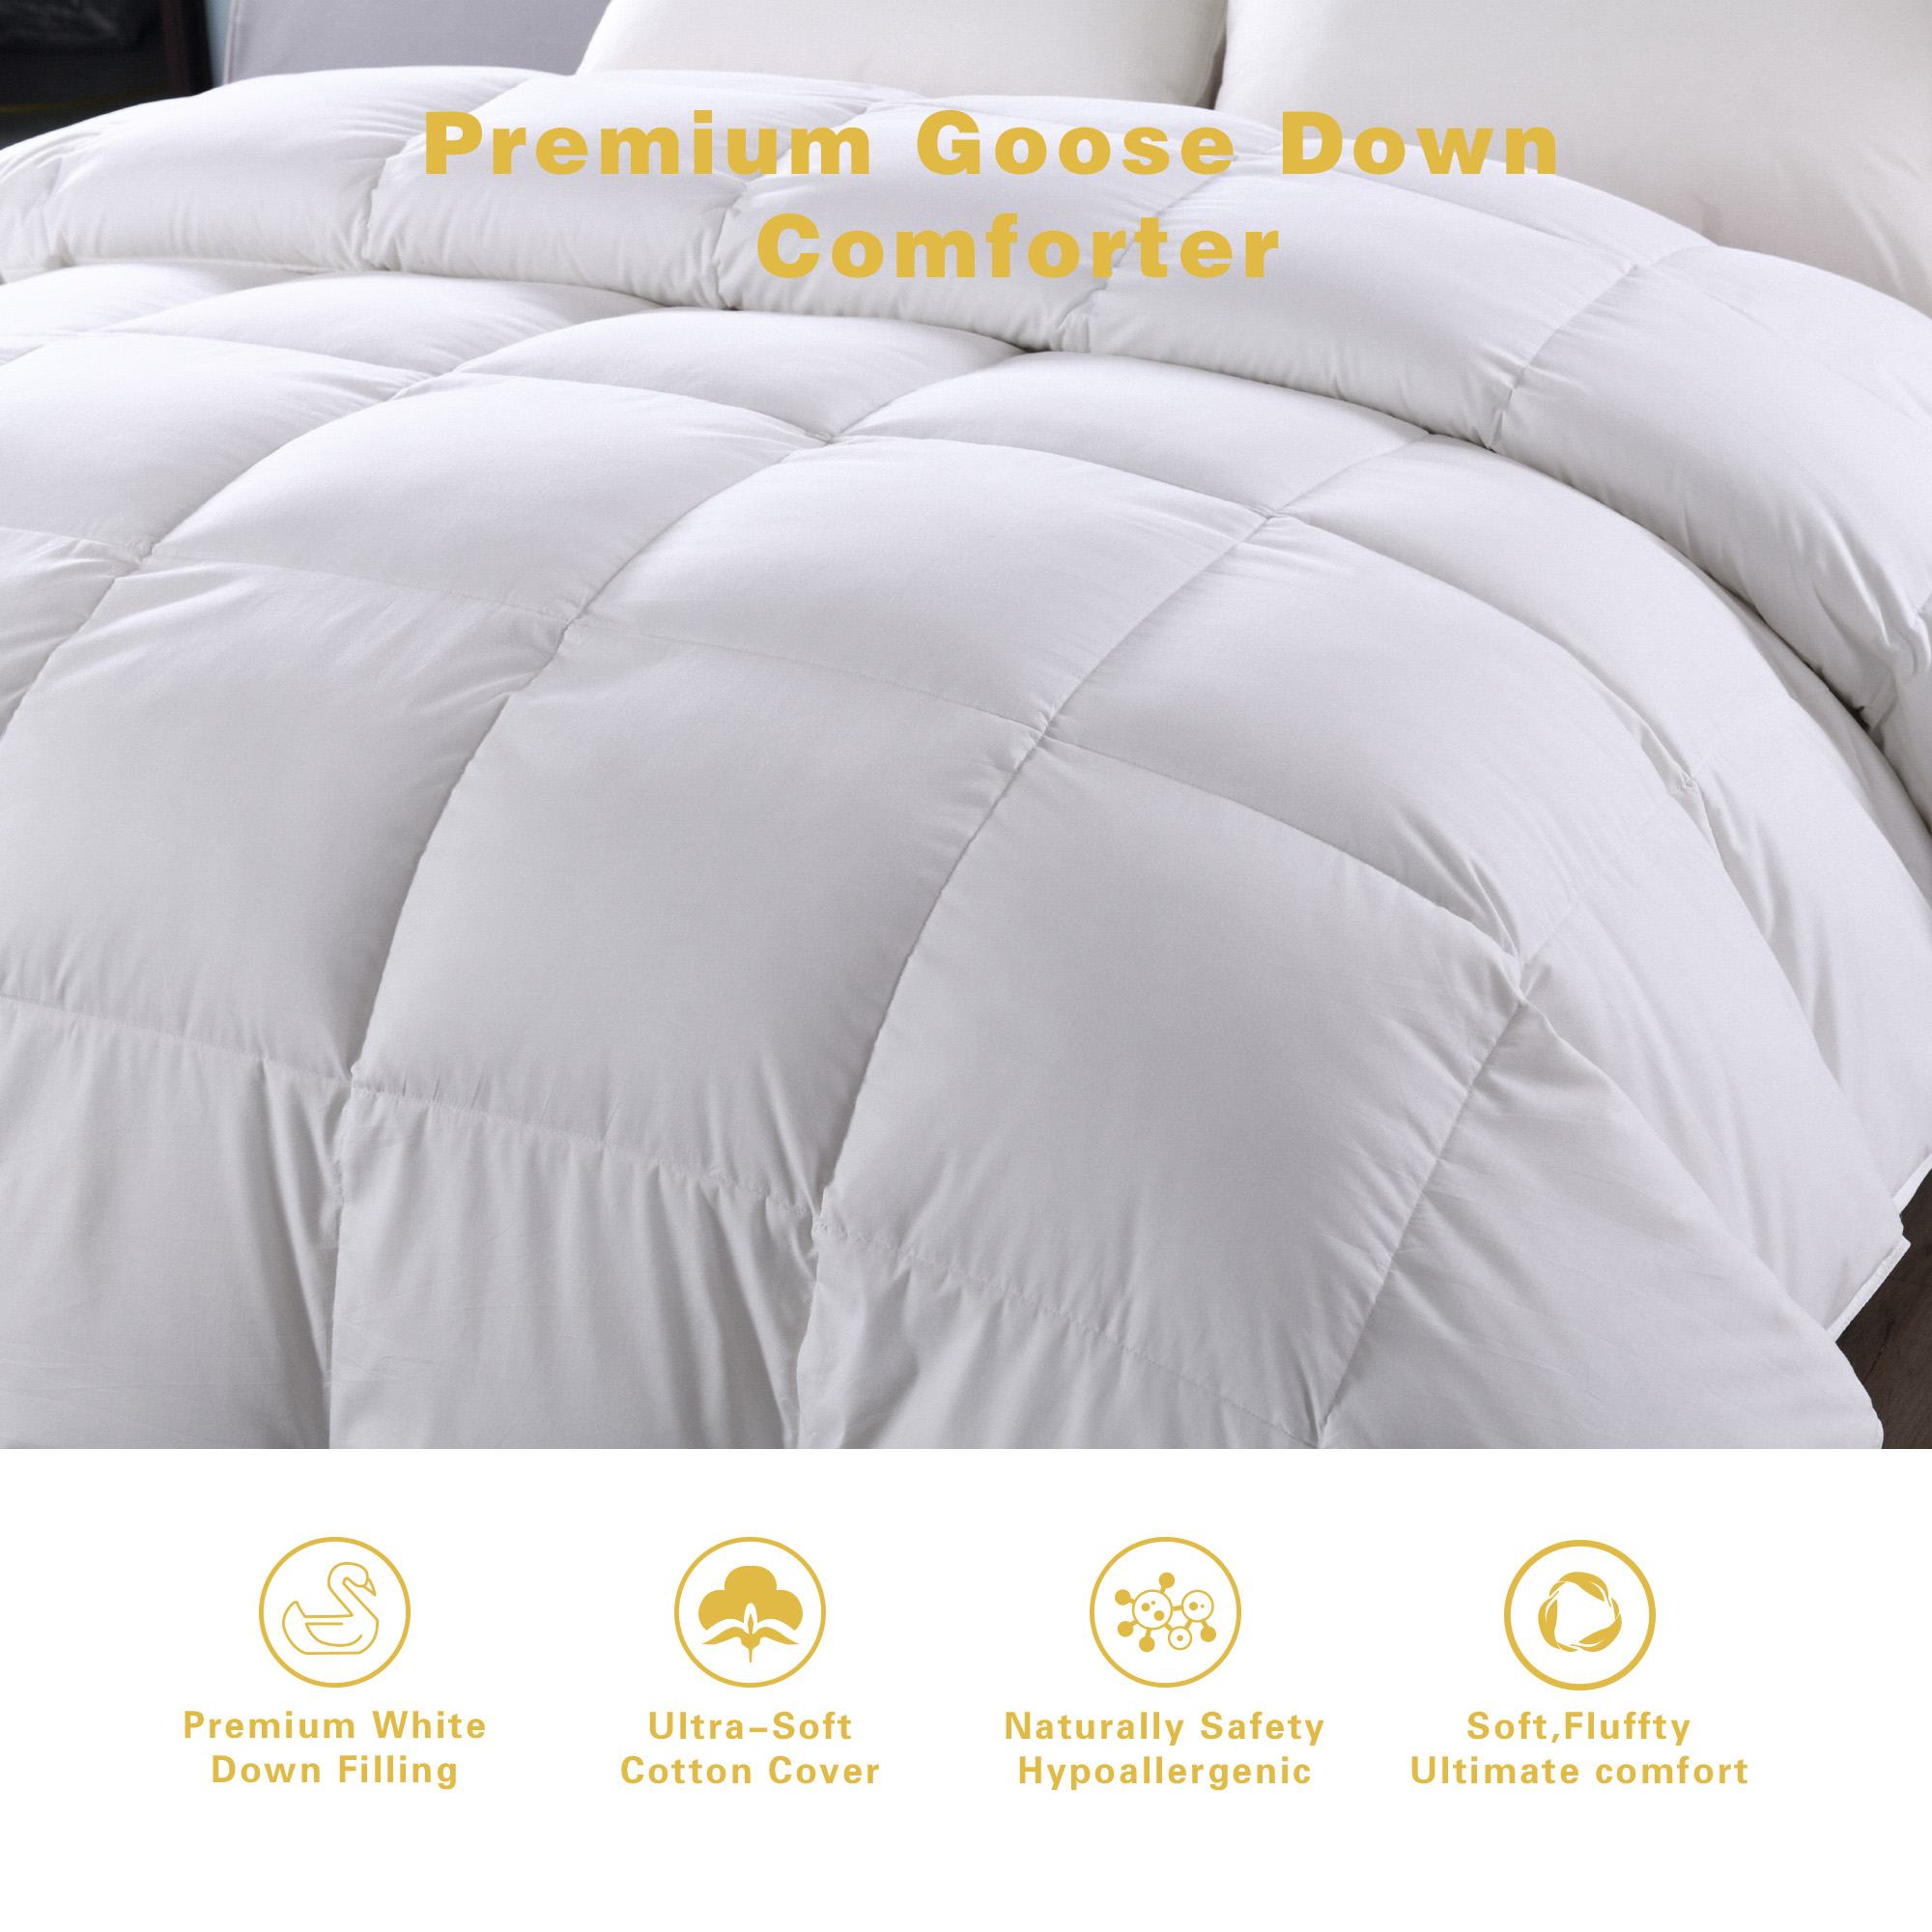 Premium Goose Down
Comforter
Premium White
Down Filling
Ultra-Soft
Cotton Cover
Naturally Safety
Hypoallergenic
Soft,Fluffty
Ultimate comfort